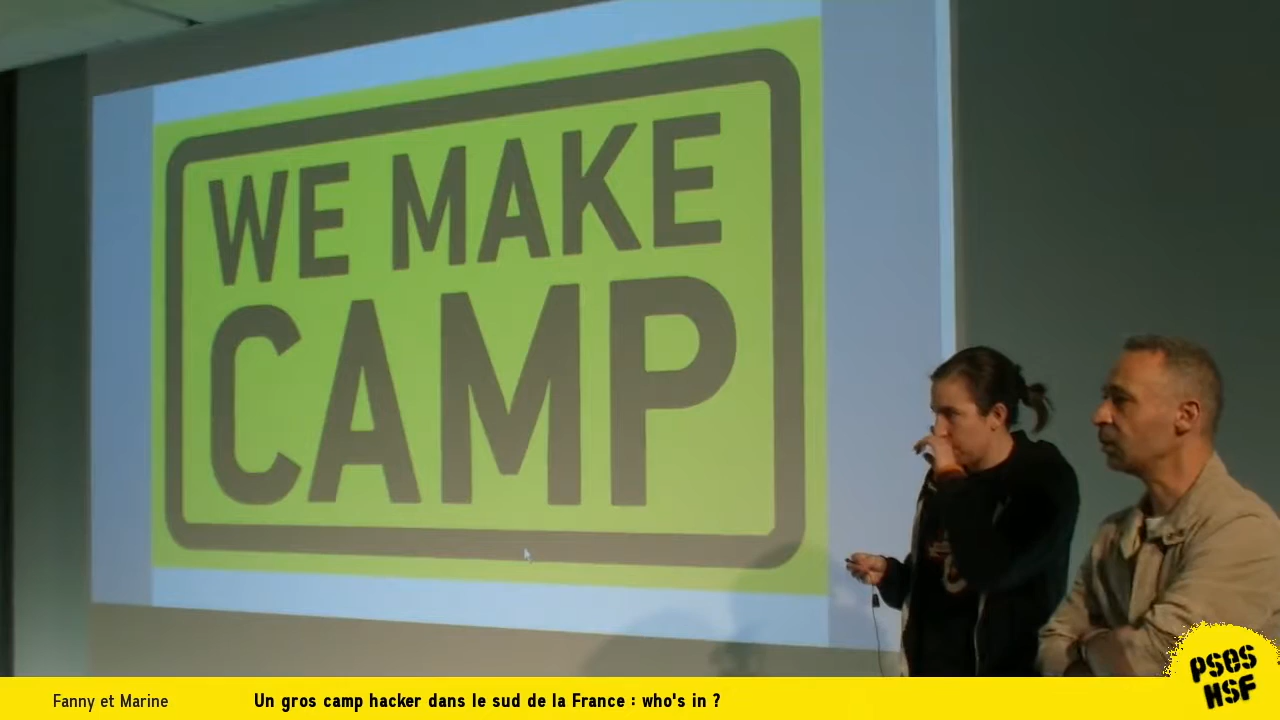 WE MAKE
CAMP
Fanny et Marine
Un gros camp hacker dans le sud de la France : who's in ?
PSES
HSF